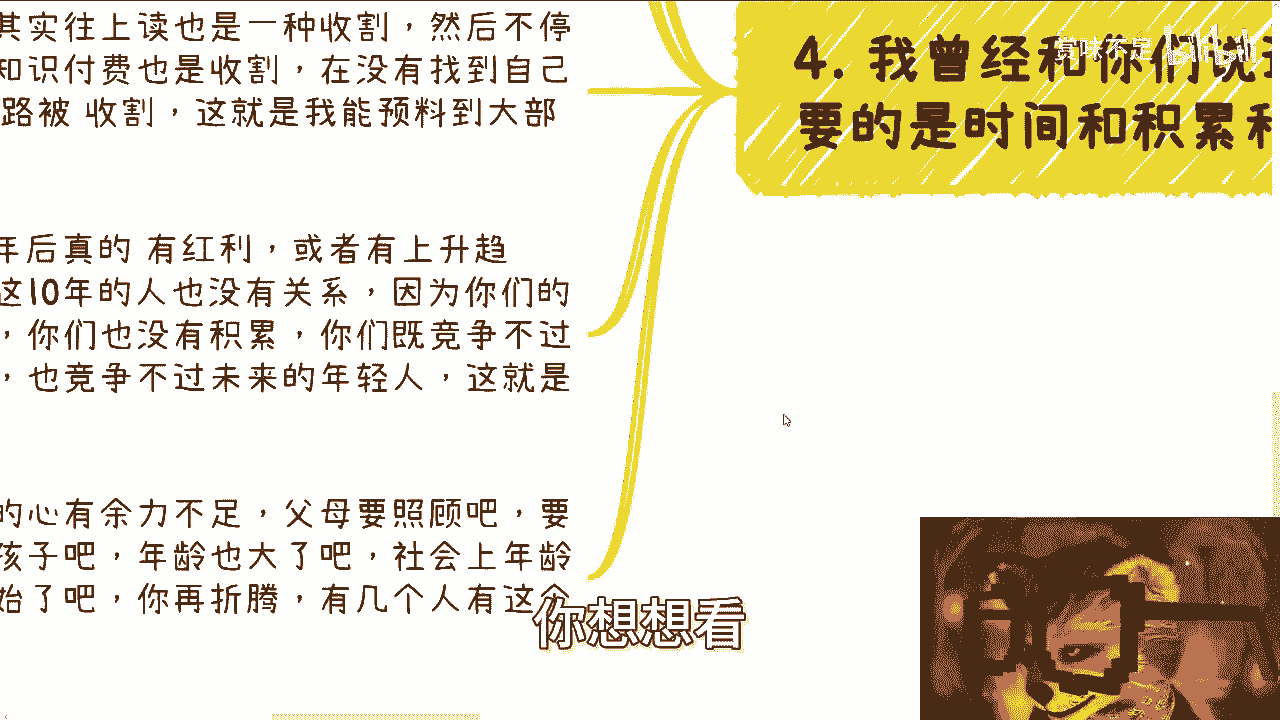 其实往上读也是一种收割，然后不停
知识付费也是收割，在没有找到自己
路被 收割，这就是我能预料到大部
年后真的 有红利，或者有上升趋
这10年的人也没有关系，因为你们的
，你们也没有积累，你们既竞争不过
，也竞争不过未来的年轻人，这就是
的心有余力不足，父母要照顾吧，要
孩子吧，年龄也大了吧，社会上年龄
始了吧，你再折腾，有几个人有这个
4. 我曾经和你们说
要的是时间和积累和
赏味不足 bilibili
你想想看